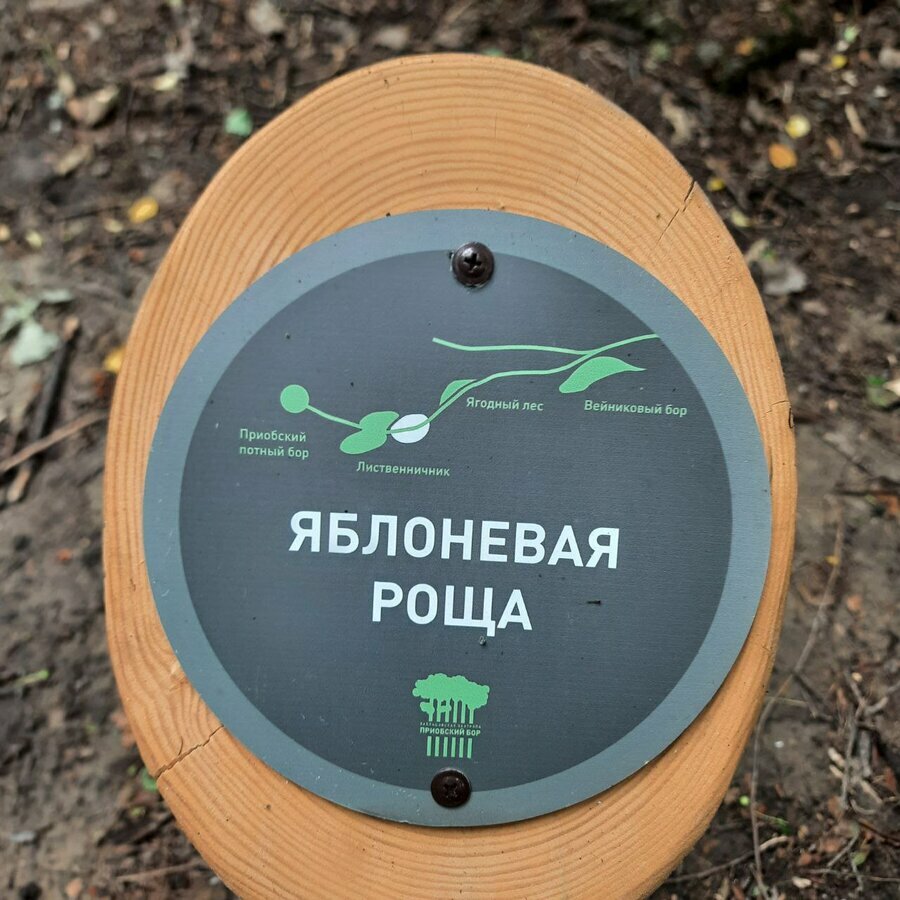 Ягодный лес
Вейниковый бор
Приобский
потный бор
Лиственничник
ЯБЛОНЕВАЯ
РОЩА
ПРИОБСКИЙ БОР